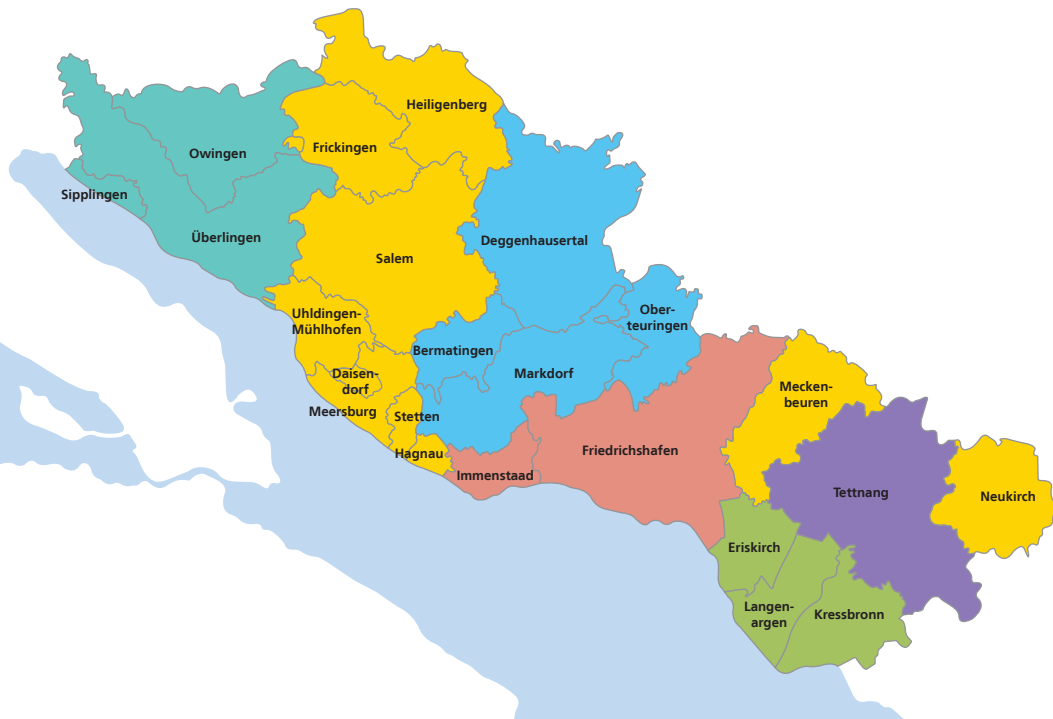 Heiligenberg
Frickingen
Owingen
Sipplingen
Überlingen
Deggenhausertal
Salem
Uhldingen-
Mühlhofen
Ober-
teuringen
Bermatingen
Markdorf
Daisen-
dorf
Meersburg
Stetten
Hagnau
Immenstaad
Friedrichshafen
Mecken-
beuren
Tettnang
Neukirch
Eriskirch
Langen-
argen
Kressbronn